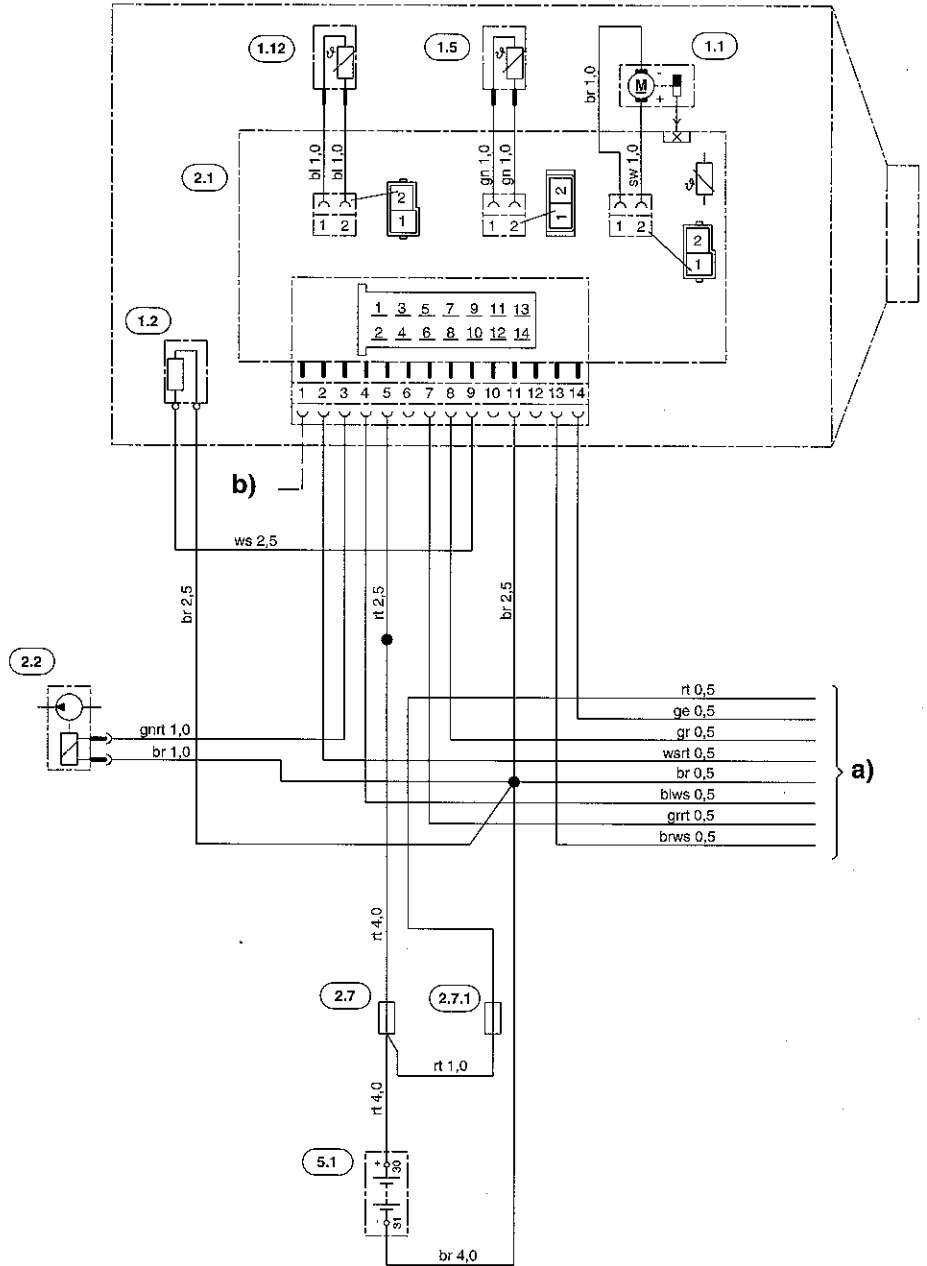 1.12
1.5
1.1
M
-
+
br 1,0
bl 1,0
bl 1,0
gn 1,0
gn 1,0
sw 1,0
2.1
ϑ
ϑ
ϑ
2
1
2
1
1 2
1 2
1 2
2
1
1.2
1 3 5 7 9 11 13
2 4 6 8 10 12 14
1 2 3 4 5 6 7 8 9 10 11 12 13 14
b)
ws 2,5
br 2,5
rt 2,5
br 2,5
2.2
gnrt 1,0
br 1,0
rt 0,5
ge 0,5
gr 0,5
wsrt 0,5
br 0,5
blws 0,5
grrt 0,5
brws 0,5
a)
rt 4,0
2.7
2.7.1
rt 1,0
rt 4,0
5.1
+
30
-
31
br 4,0